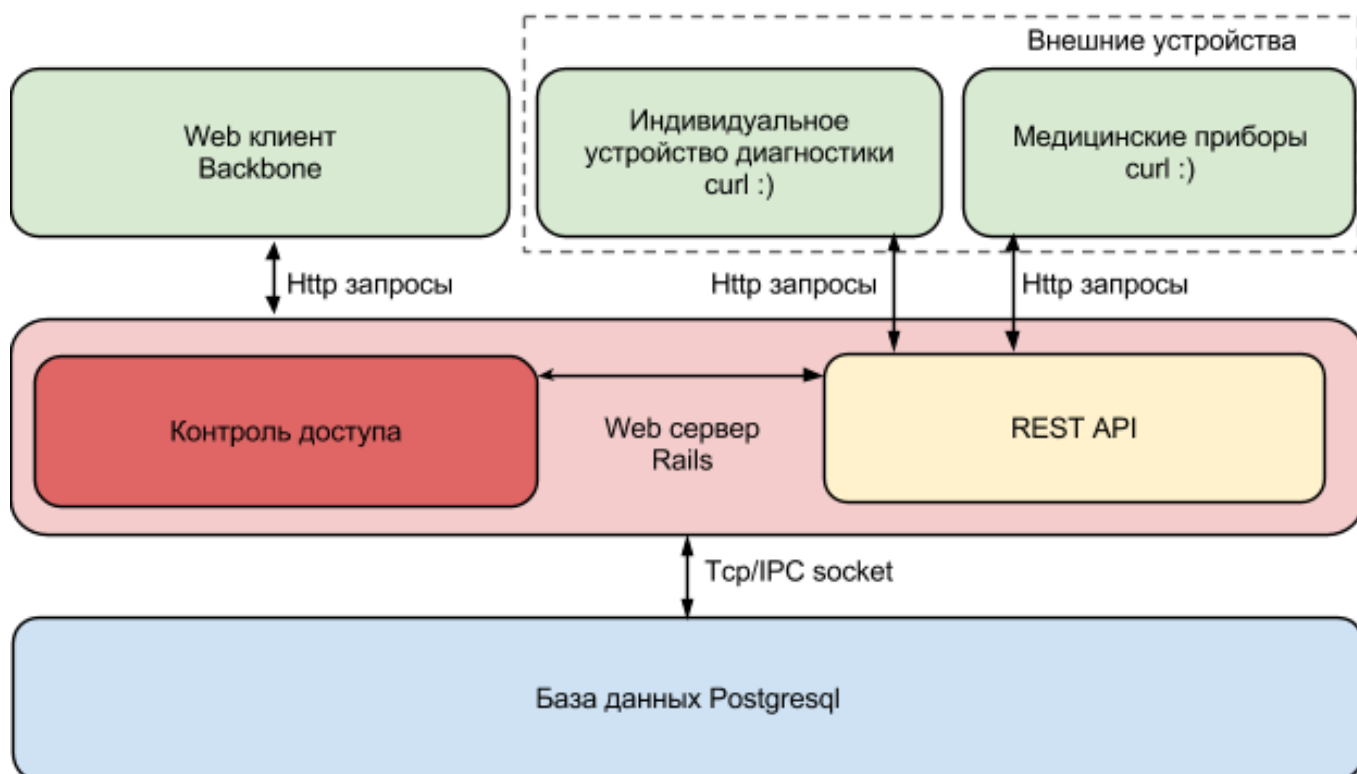 Внешние устройства
Web клиент
Backbone
Индивидуальное
устройство диагностики
curl :)
Медицинские приборы
curl :)
Http запросы
Http запросы
Http запросы
Контроль доступа
Web сервер
Rails
REST API
Tcp/IPC socket
База данных Postgresql